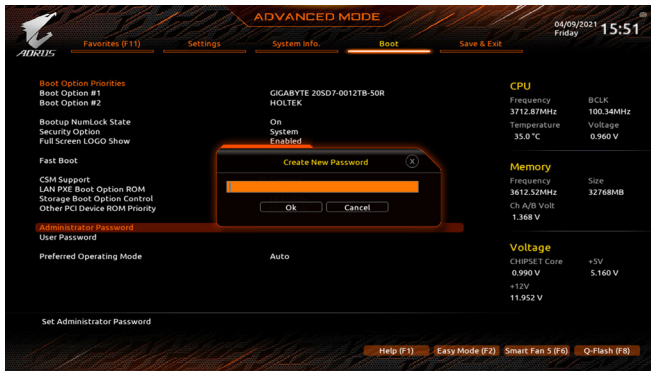 ADVANCED MODE
04/09/2021 Friday 15:51
AORUS
Favorites (F11) Settings System Info. Boot Save & Exit
Boot Option Priorities
Boot Option #1 GIGABYTE 20SD7-0012TB-50R
Boot Option #2 HOLTEK
Bootup NumLock State On
Security Option System
Full Screen LOGO Show Enabled
Fast Boot
CSM Support
LAN PXE Boot Option ROM
Storage Boot Option Control
Other PCI Device ROM Priority
Administrator Password
User Password
Preferred Operating Mode Auto
Set Administrator Password
Create New Password X
Ok Cancel
CPU
Frequency BCLK
3712.87MHz 100.34MHz
Temperature Voltage
35.0 °C 0.960 V
Memory
Frequency Size
3612.52MHz 32768MB
Ch A/B Volt
1.368 V
Voltage
CHIPSET Core +5V
0.990 V 5.160 V
+12V
11.952 V
Help (F1) Easy Mode (F2) Smart Fan 5 (F6) Q-Flash (F8)